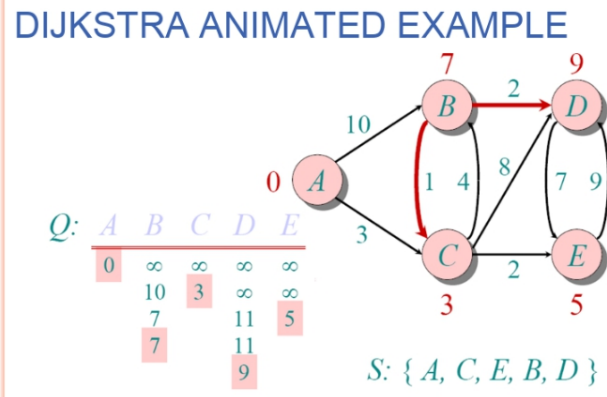 DIJKSTRA ANIMATED EXAMPLE
7 9
2
B D
10
0 A 1 4 8 7 9
Q: A B C D E
3
C E
2
0 ∞ ∞ ∞ ∞
10 3 ∞ ∞
7 11 5
7 11
9
3 5
S: { A, C, E, B, D }